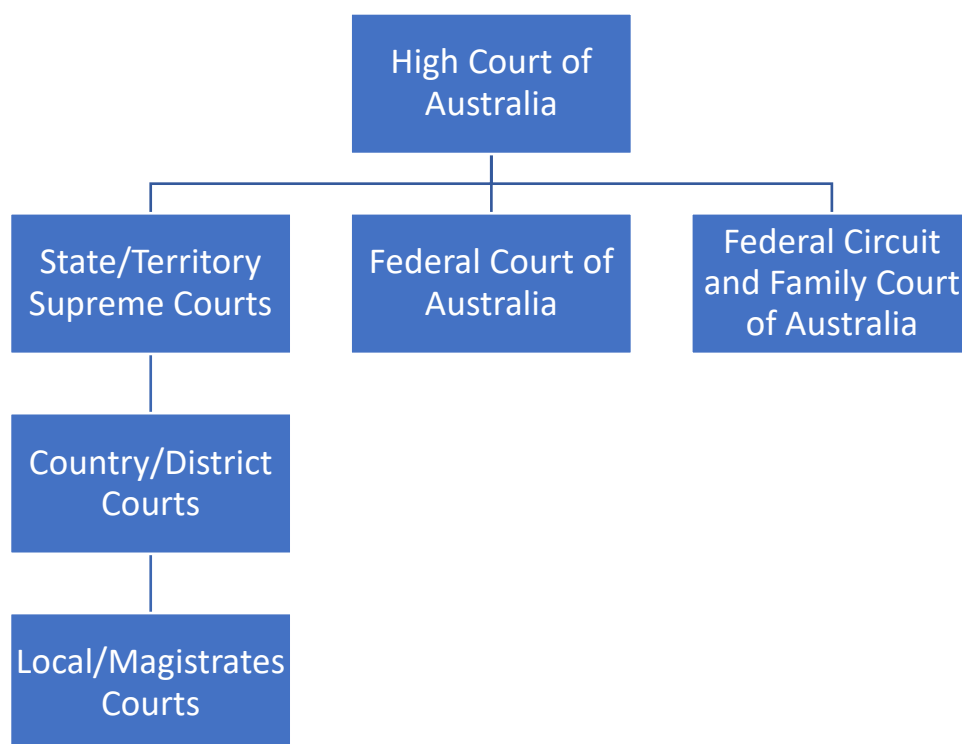 High Court of
Australia
State/Territory
Supreme Courts
Federal Court of
Australia
Federal Circuit
and Family Court
of Australia
Country/District
Courts
Local/Magistrates
Courts